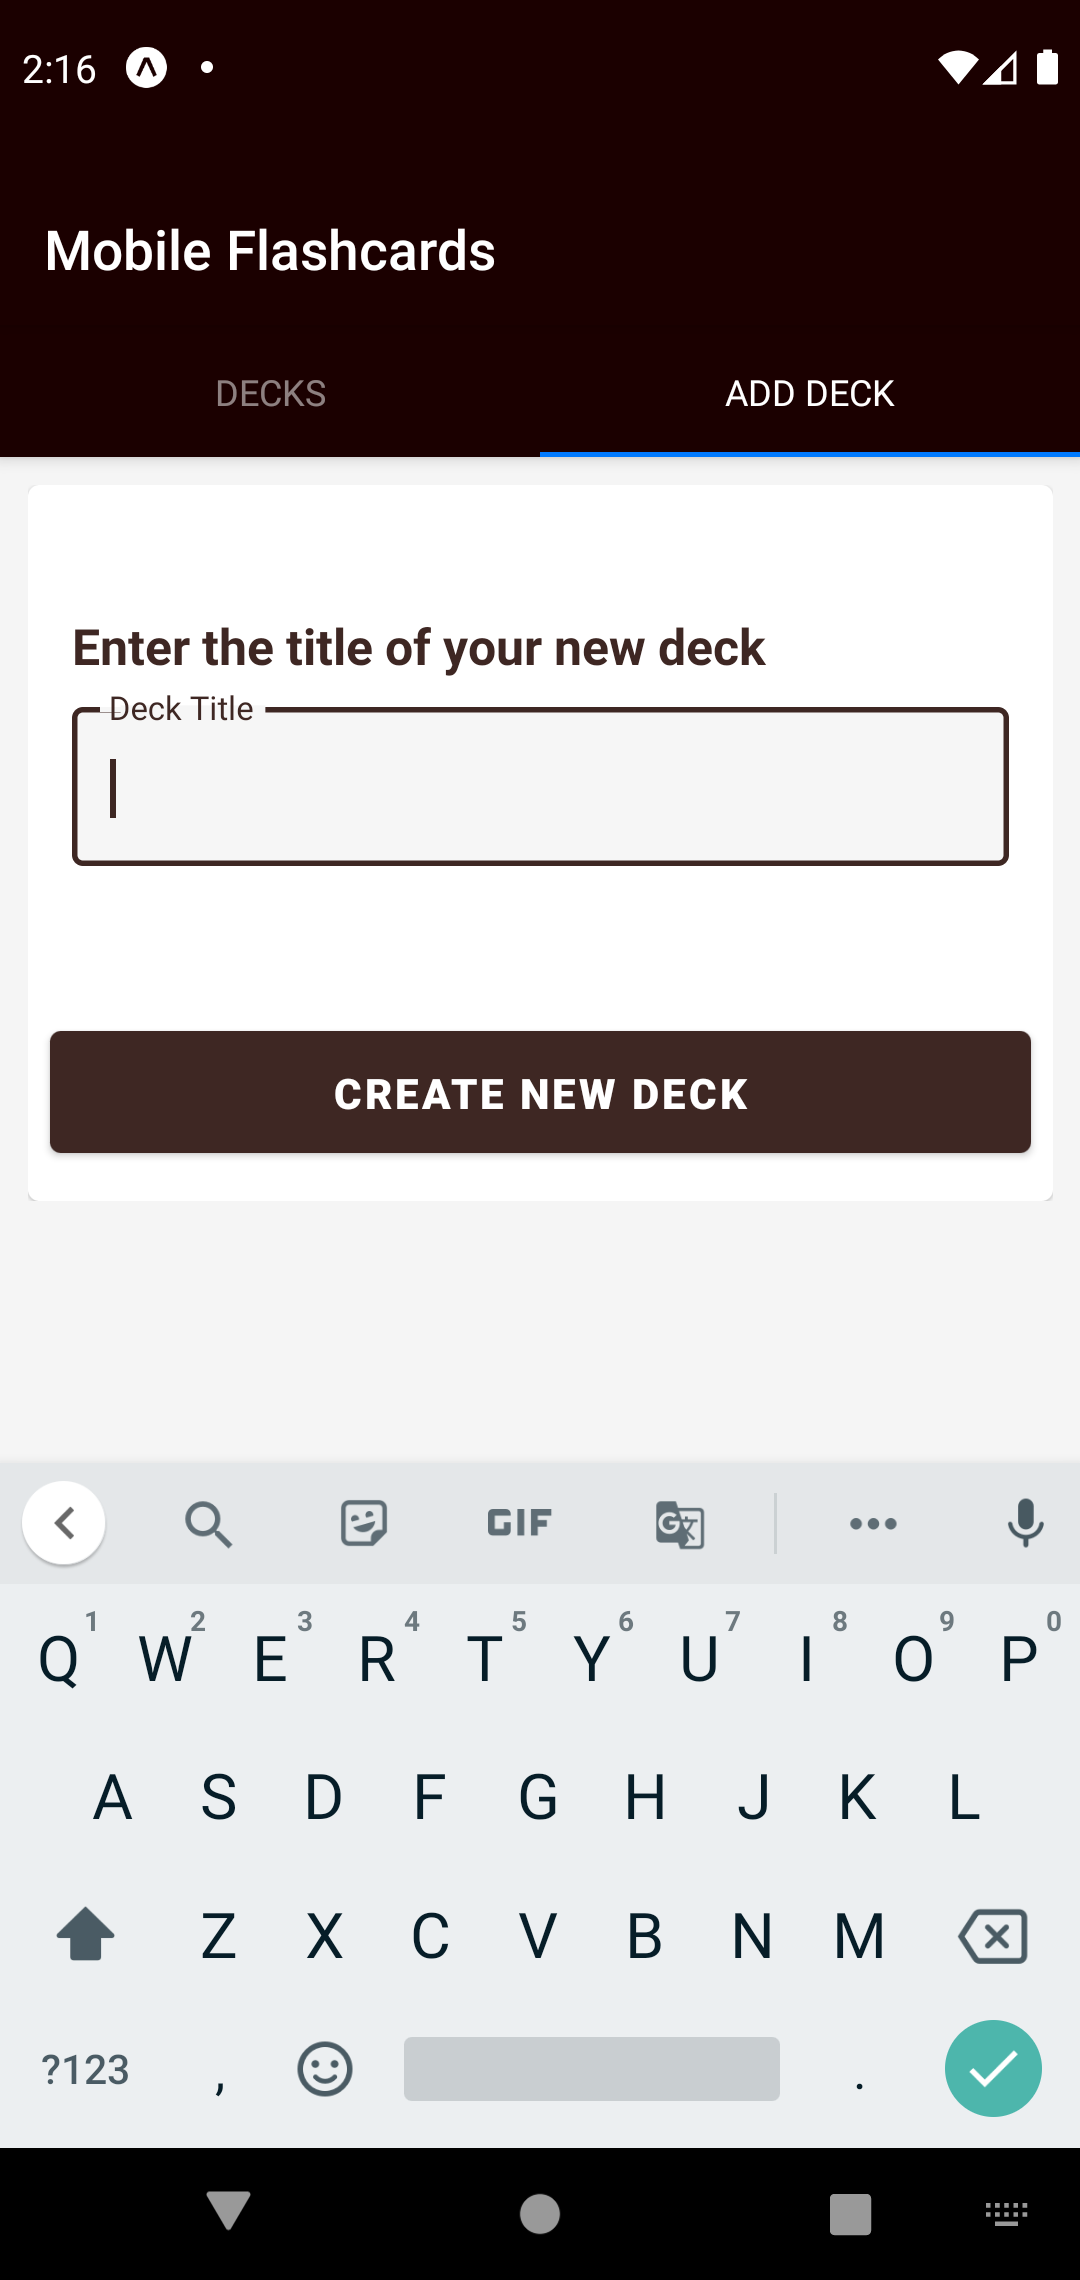 2:16
Mobile Flashcards
DECKS ADD DECK
Enter the title of your new deck
Deck Title
CREATE NEW DECK
GIF
G
1 2 3 4 5 6 7 8 9 0
Q W E R T Y U I O P
A S D F G H J K L
Z X C V B N M
?123 , .